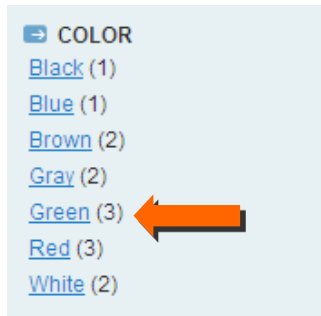 COLOR
Black (1)
Blue (1)
Brown (2)
Gray (2)
Green (3)
Red (3)
White (2)